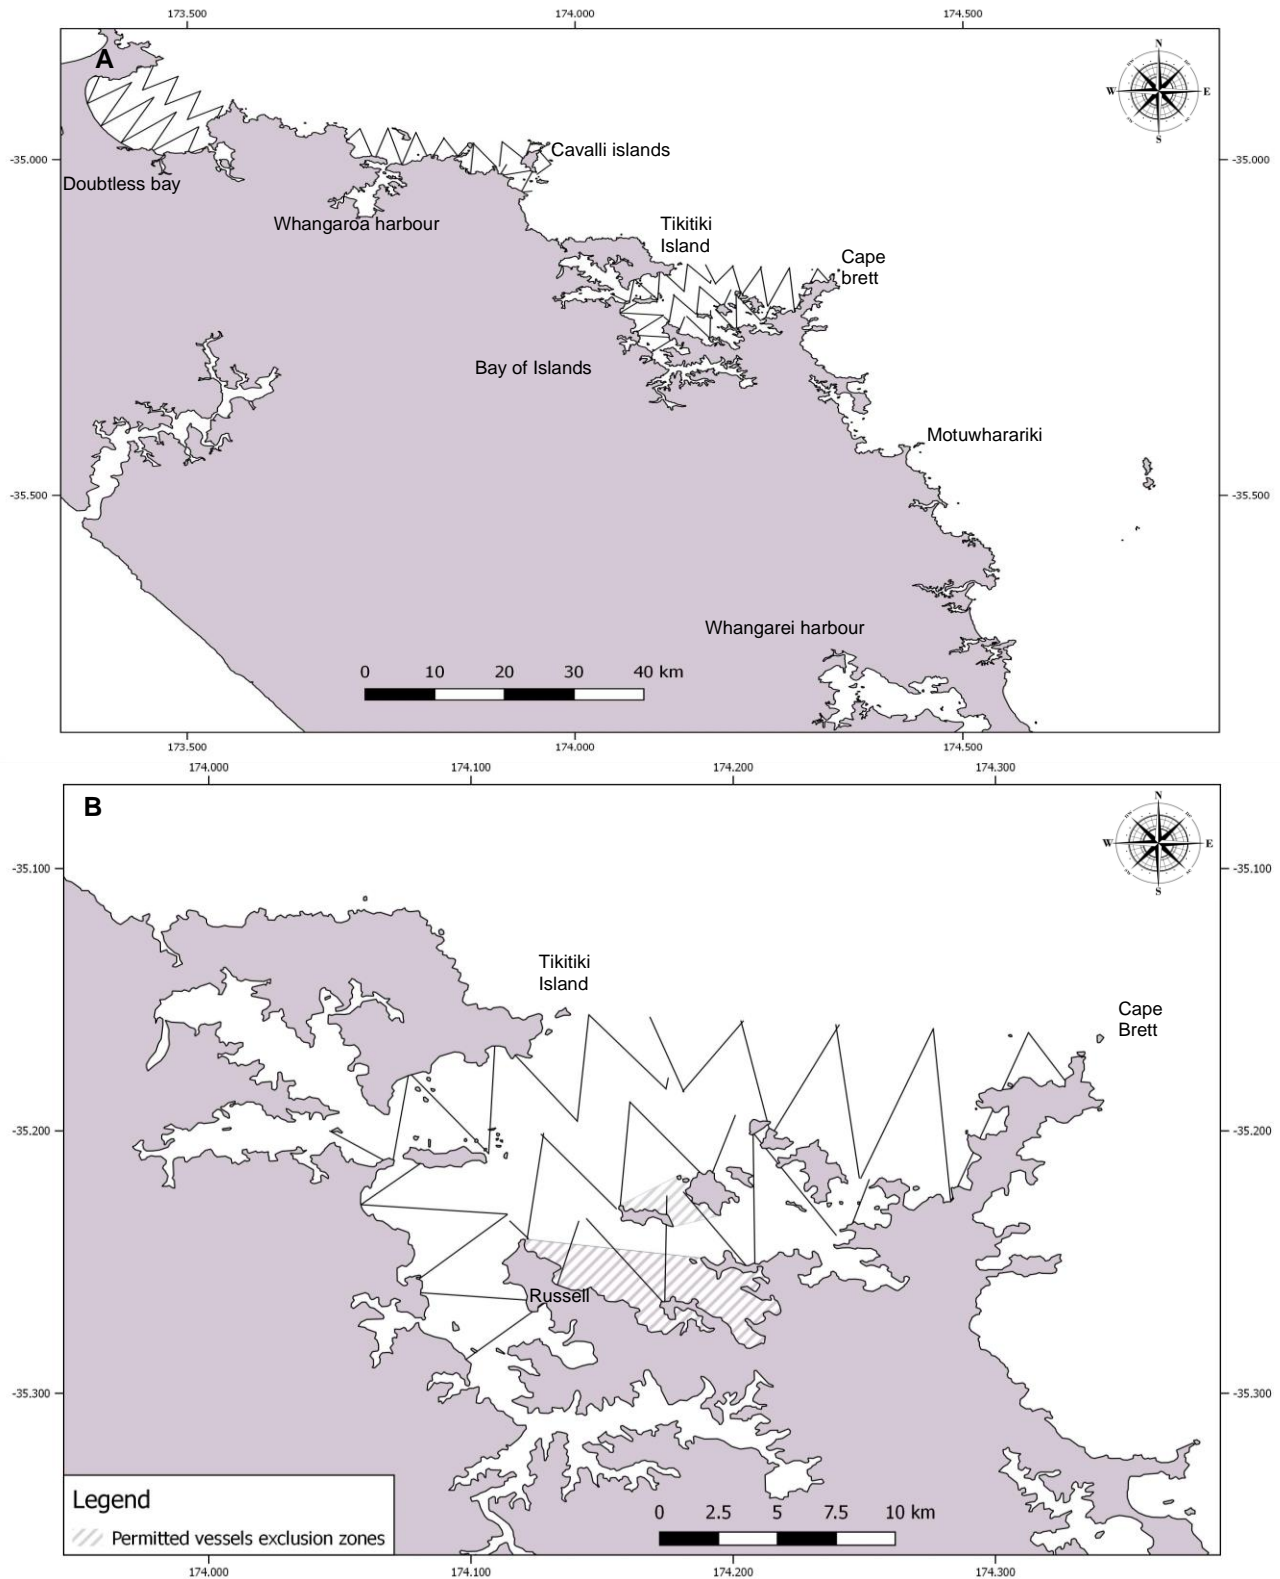 173.500 174.000 174.500
A
N
W E
S
-35.000 -35.000
Cavalli islands
Doubtless bay
Whangaroa harbour
Tikitiki
Island
Cape
brett
Bay of Islands
Motuwharariki
-35.500 -35.500
Whangarei harbour
0 10 20 30 40 km
173.500 174.000 174.500
174.000 174.100 174.200 174.300
B
N
W E
S
-35.100 -35.100
Tikitiki
Island
Cape
Brett
-35.200 -35.200
Russell
-35.300 -35.300
Legend
Permitted vessels exclusion zones
0 2.5 5 7.5 10 km
174.000 174.100 174.200 174.300